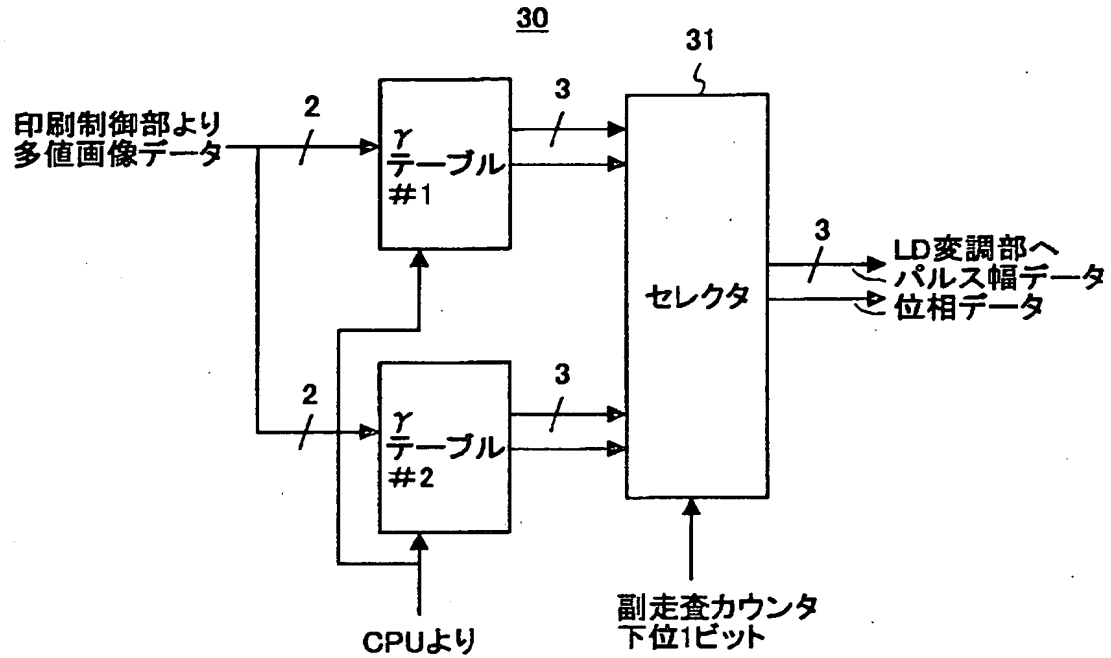 30
31
印刷制御部より
多値画像データ
2
γ
テーブル
#1
3
2
γ
テーブル
#2
3
セレクタ
3
LD変調部へ
パルス幅データ
位相データ
CPUより
副走査カウンタ
下位1ビット